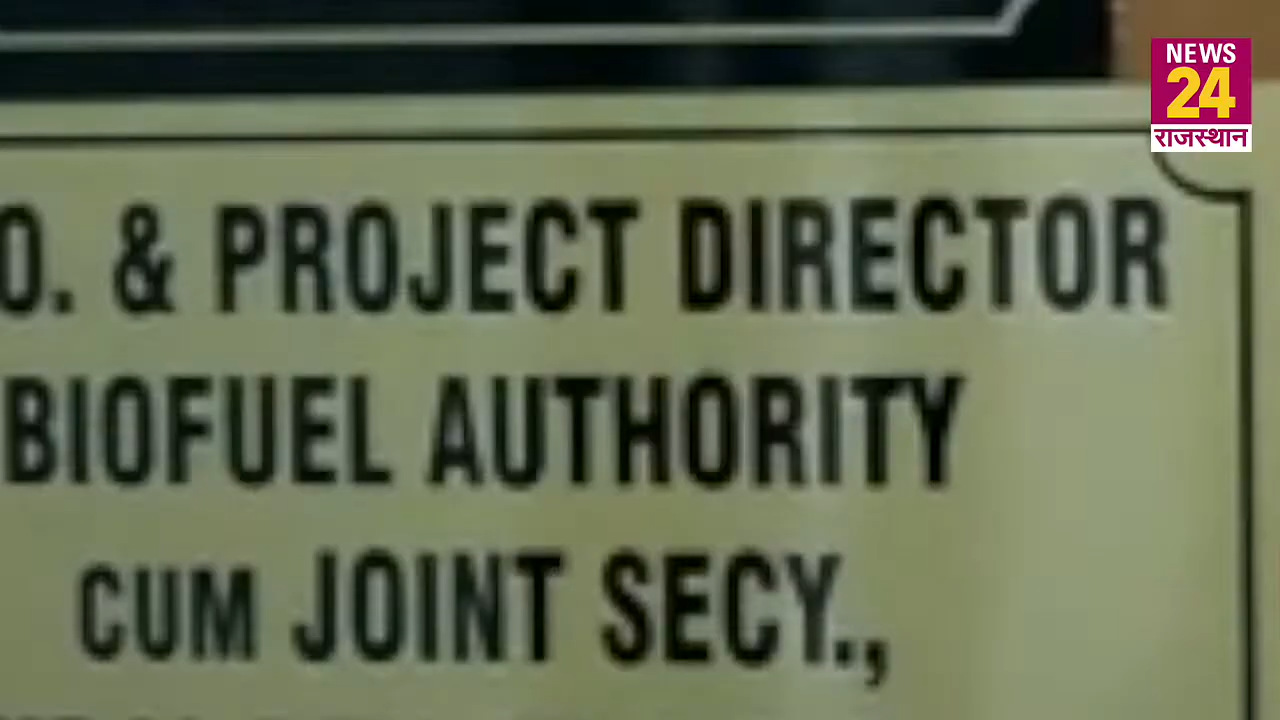 NEWS
24
राजस्थान
O. & PROJECT DIRECTOR
BIOFUEL AUTHORITY
CUM JOINT SECY.,